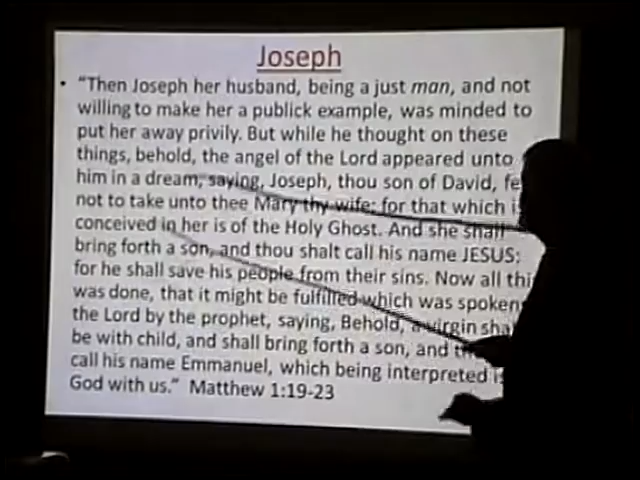 Joseph
• “Then Joseph her husband, being a just man, and not
willing to make her a publick example, was minded to
put her away privily. But while he thought on these
things, behold, the angel of the Lord appeared unto
him in a dream, saying, Joseph, thou son of David, fe
not to take unto thee Mary thy wife: for that which i
conceived in her is of the Holy Ghost. And she shall
bring forth a son, and thou shalt call his name JESUS:
for he shall save his people from their sins. Now all thi
was done, that it might be fulfilled which was spoken
the Lord by the prophet, saying, Behold, a virgin sha
be with child, and shall bring forth a son, and th
call his name Emmanuel, which being interpreted is
God with us.” Matthew 1:19-23